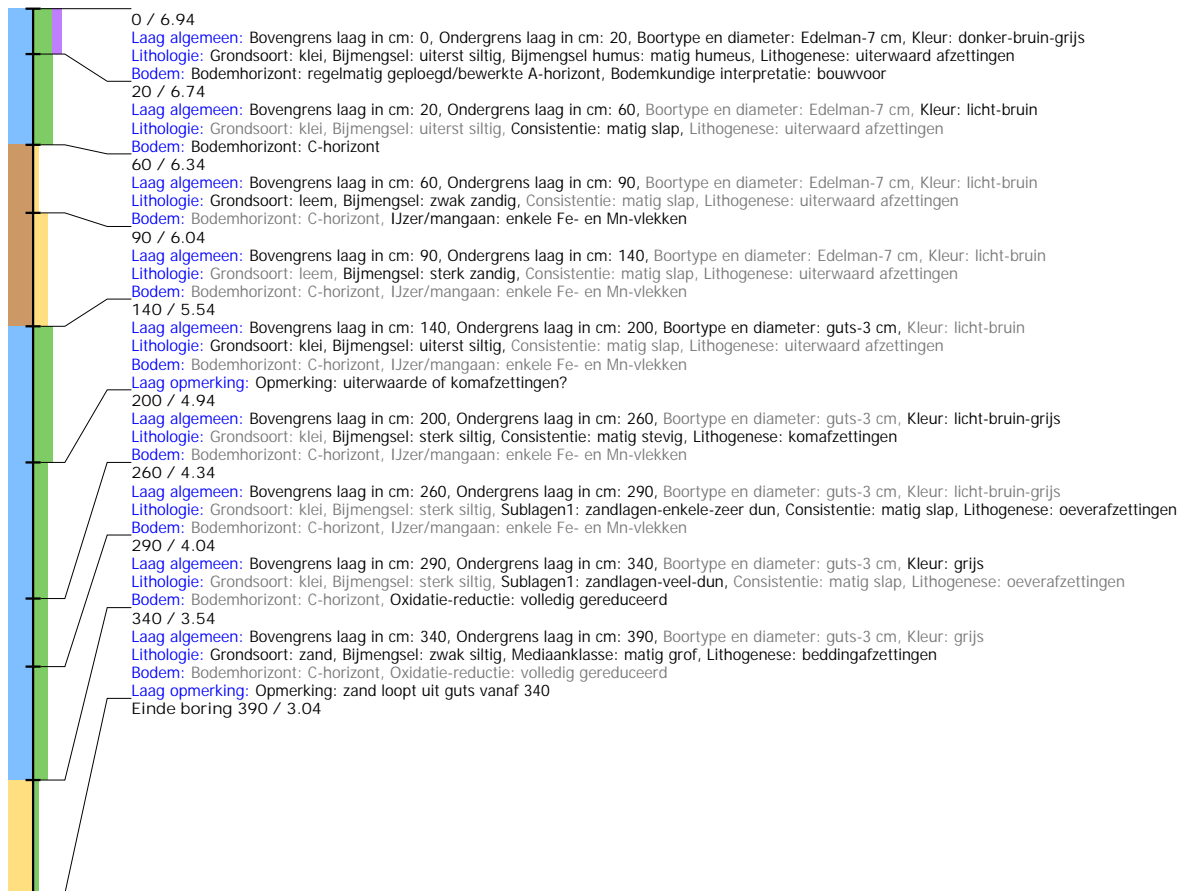 0 / 6.94
Laag algemeen: Bovengrens laag in cm: 0, Ondergrens laag in cm: 20, Boortype en diameter: Edelman-7 cm, Kleur: donker-bruin-grijs
Lithologie: Grondsoort: klei, Bijmengsel: uiterst siltig, Bijmengsel humus: matig humeus, Lithogenese: uiterwaard afzettingen
Bodem: Bodemhorizont: regelmatig geploegd/bewerkte A-horizont, Bodemkundige interpretatie: bouwvoor
20 / 6.74
Laag algemeen: Bovengrens laag in cm: 20, Ondergrens laag in cm: 60, Boortype en diameter: Edelman-7 cm, Kleur: licht-bruin
Lithologie: Grondsoort: klei, Bijmengsel: uiterst siltig, Consistentie: matig slap, Lithogenese: uiterwaard afzettingen
Bodem: Bodemhorizont: C-horizont
60 / 6.34
Laag algemeen: Bovengrens laag in cm: 60, Ondergrens laag in cm: 90, Boortype en diameter: Edelman-7 cm, Kleur: licht-bruin
Lithologie: Grondsoort: leem, Bijmengsel: zwak zandig, Consistentie: matig slap, Lithogenese: uiterwaard afzettingen
Bodem: Bodemhorizont: C-horizont, IJzer/mangaan: enkele Fe- en Mn-vlekken
90 / 6.04
Laag algemeen: Bovengrens laag in cm: 90, Ondergrens laag in cm: 140, Boortype en diameter: Edelman-7 cm, Kleur: licht-bruin
Lithologie: Grondsoort: leem, Bijmengsel: sterk zandig, Consistentie: matig slap, Lithogenese: uiterwaard afzettingen
Bodem: Bodemhorizont: C-horizont, IJzer/mangaan: enkele Fe- en Mn-vlekken
140 / 5.54
Laag algemeen: Bovengrens laag in cm: 140, Ondergrens laag in cm: 200, Boortype en diameter: guts-3 cm, Kleur: licht-bruin
Lithologie: Grondsoort: klei, Bijmengsel: uiterst siltig, Consistentie: matig slap, Lithogenese: uiterwaard afzettingen
Bodem: Bodemhorizont: C-horizont, IJzer/mangaan: enkele Fe- en Mn-vlekken
Laag opmerking: Opmerking: uiterwaarde of komafzettingen?
200 / 4.94
Laag algemeen: Bovengrens laag in cm: 200, Ondergrens laag in cm: 260, Boortype en diameter: guts-3 cm, Kleur: licht-bruin-grijs
Lithologie: Grondsoort: klei, Bijmengsel: sterk siltig, Consistentie: matig stevig, Lithogenese: komafzettingen
Bodem: Bodemhorizont: C-horizont, IJzer/mangaan: enkele Fe- en Mn-vlekken
260 / 4.34
Laag algemeen: Bovengrens laag in cm: 260, Ondergrens laag in cm: 290, Boortype en diameter: guts-3 cm, Kleur: licht-bruin-grijs
Lithologie: Grondsoort: klei, Bijmengsel: sterk siltig, Sublagen1: zandlagen-enkele-zeer dun, Consistentie: matig slap, Lithogenese: oeverafzettingen
Bodem: Bodemhorizont: C-horizont, IJzer/mangaan: enkele Fe- en Mn-vlekken
290 / 4.04
Laag algemeen: Bovengrens laag in cm: 290, Ondergrens laag in cm: 340, Boortype en diameter: guts-3 cm, Kleur: grijs
Lithologie: Grondsoort: klei, Bijmengsel: sterk siltig, Sublagen1: zandlagen-veel-dun, Consistentie: matig slap, Lithogenese: oeverafzettingen
Bodem: Bodemhorizont: C-horizont, Oxidatie-reductie: volledig gereduceerd
340 / 3.54
Laag algemeen: Bovengrens laag in cm: 340, Ondergrens laag in cm: 390, Boortype en diameter: guts-3 cm, Kleur: grijs
Lithologie: Grondsoort: zand, Bijmengsel: zwak siltig, Mediaanklasse: matig grof, Lithogenese: beddingafzettingen
Bodem: Bodemhorizont: C-horizont, Oxidatie-reductie: volledig gereduceerd
Laag opmerking: Opmerking: zand loopt uit guts vanaf 340
Einde boring 390 / 3.04